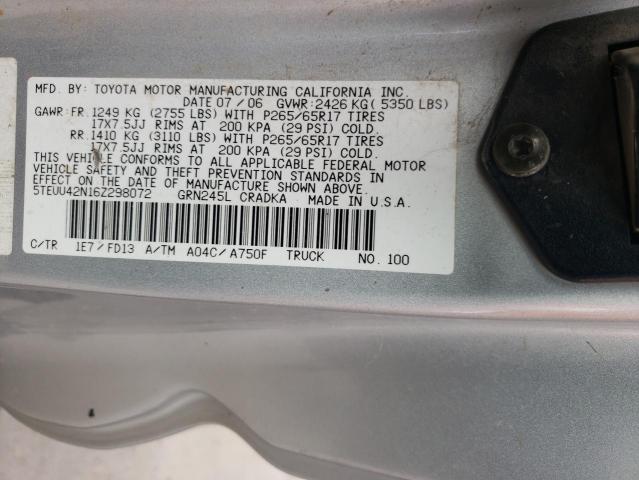 MFD. BY: TOYOTA MOTOR MANUFACTURING CALIFORNIA INC.
DATE 07/06 GVWR:2426 KG( 5350 LBS)
GAWR: FR. 1249 KG (2755 LBS) WITH P265/65R17 TIRES
17X7.5JJ RIMS AT 200 KPA (29 PSI) COLD.
RR. 1410 KG (3110 LBS) WITH P265/65R17 TIRES
17X7.5JJ RIMS AT 200 KPA (29 PSI) COLD.
THIS VEHICLE CONFORMS TO ALL APPLICABLE FEDERAL MOTOR
VEHICLE SAFETY AND THEFT PREVENTION STANDARDS IN
EFFECT ON THE DATE OF MANUFACTURE SHOWN ABOVE.
5TEUU42N16Z298072 GRN245L CRADKA MADE IN U.S.A.
C/TR 1E7/FD13 A/TM A04C/A750F TRUCK NO. 100